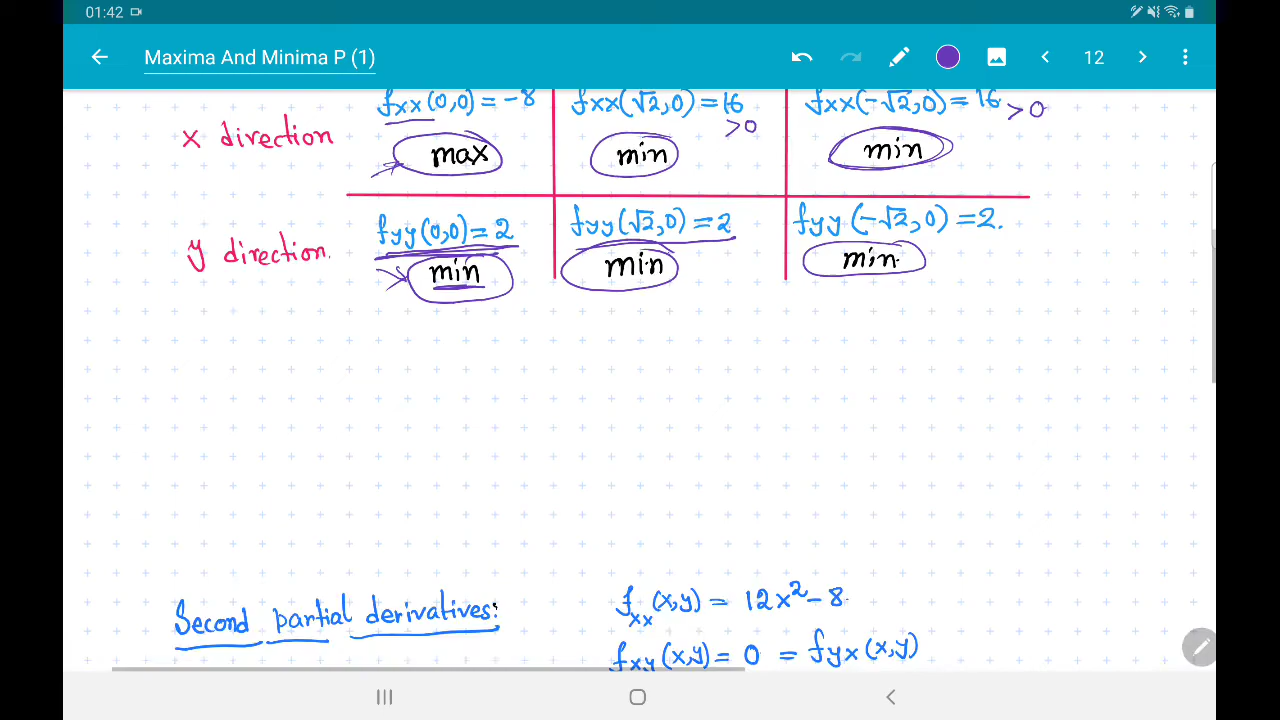 01:42
Maxima And Minima P (1)
12
x direction
fxx(0,0) = -8
max
fxx(√2,0) = 16
>0
min
fxx(-√2,0) = 16
>0
min
y direction.
fyy(0,0) = 2
min
fyy(√2,0) = 2
min
fyy(-√2,0) = 2.
min.
Second partial derivatives:
fxx(x,y) = 12x² - 8
fxy(x,y) = 0 = fyx(x,y)